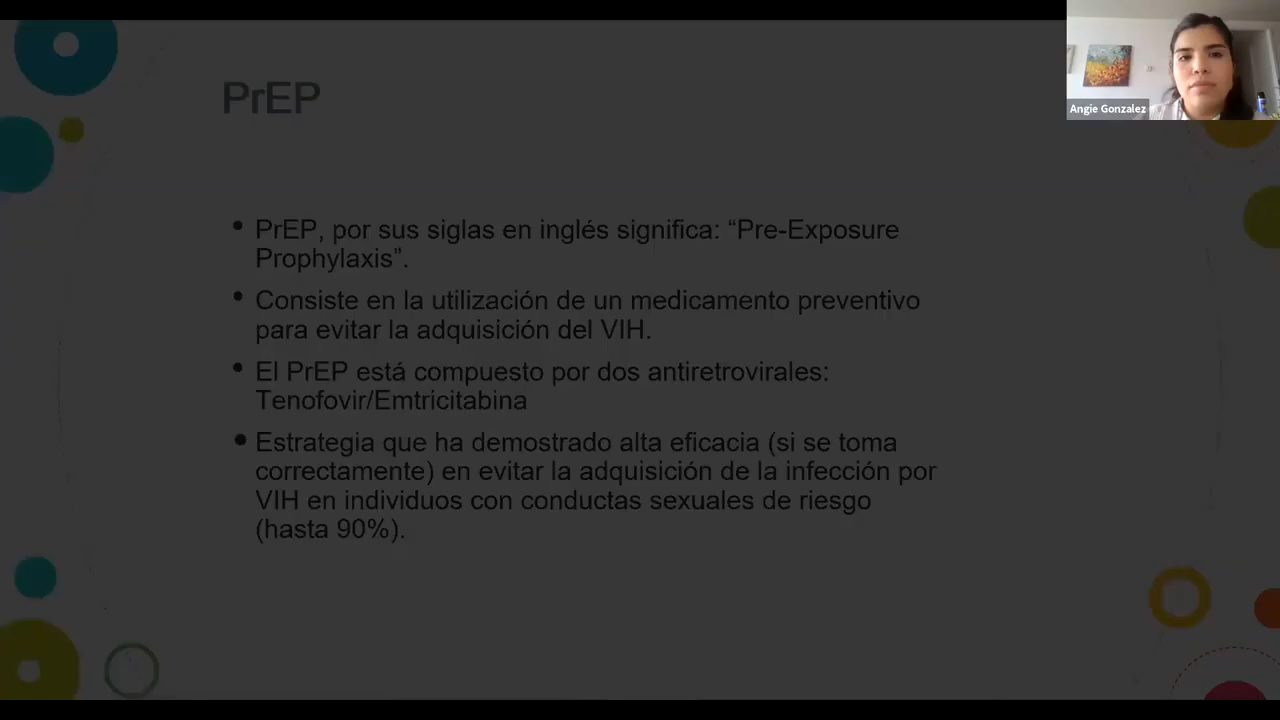 PrEP
Angie Gonzalez
• PrEP, por sus siglas en inglés significa: “Pre-Exposure
Prophylaxis”.
• Consiste en la utilización de un medicamento preventivo
para evitar la adquisición del VIH.
• El PrEP está compuesto por dos antiretrovirales:
Tenofovir/Emtricitabina
• Estrategia que ha demostrado alta eficacia (si se toma
correctamente) en evitar la adquisición de la infección por
VIH en individuos con conductas sexuales de riesgo
(hasta 90%).